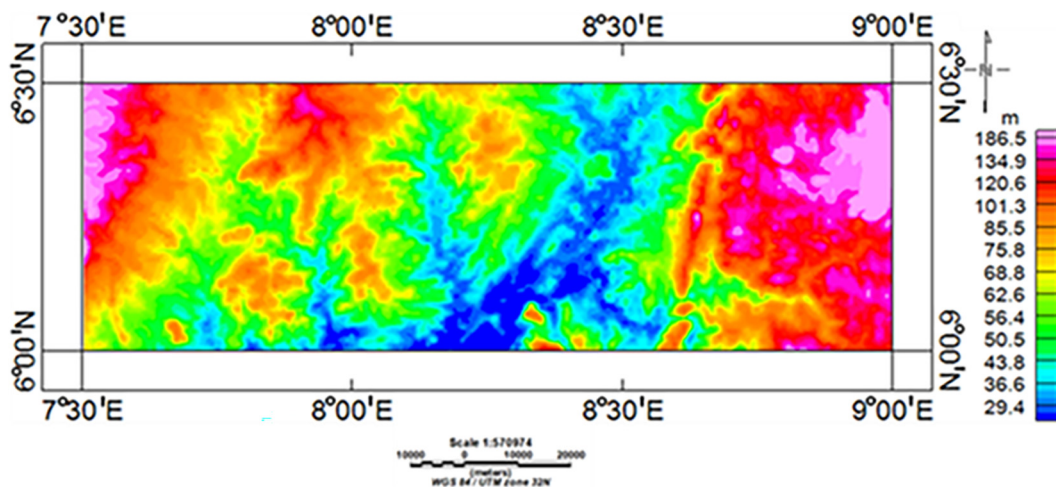 7°30'E 8°00'E 8°30'E 9°00'E
6°30'N
6°30'N
6°00'N
6°00'N
7°30'E 8°00'E 8°30'E 9°00'E
m
186.5
134.9
120.6
101.3
85.5
75.8
68.8
62.6
56.4
50.5
43.8
36.6
29.4
Scale 1:570974
10000 0 10000 20000
(meters)
WGS 84 / UTM zone 32N